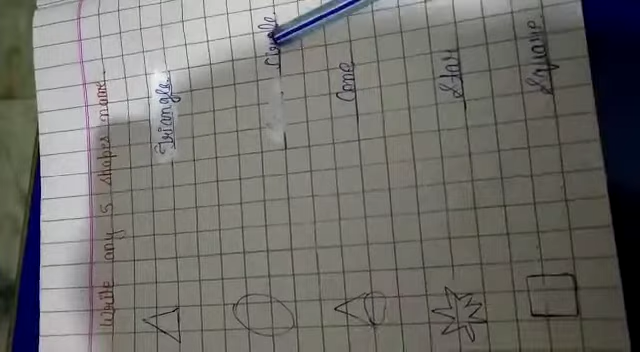 Write any 5 shapes name.
Triangle
Circle
Cone
Star
Square